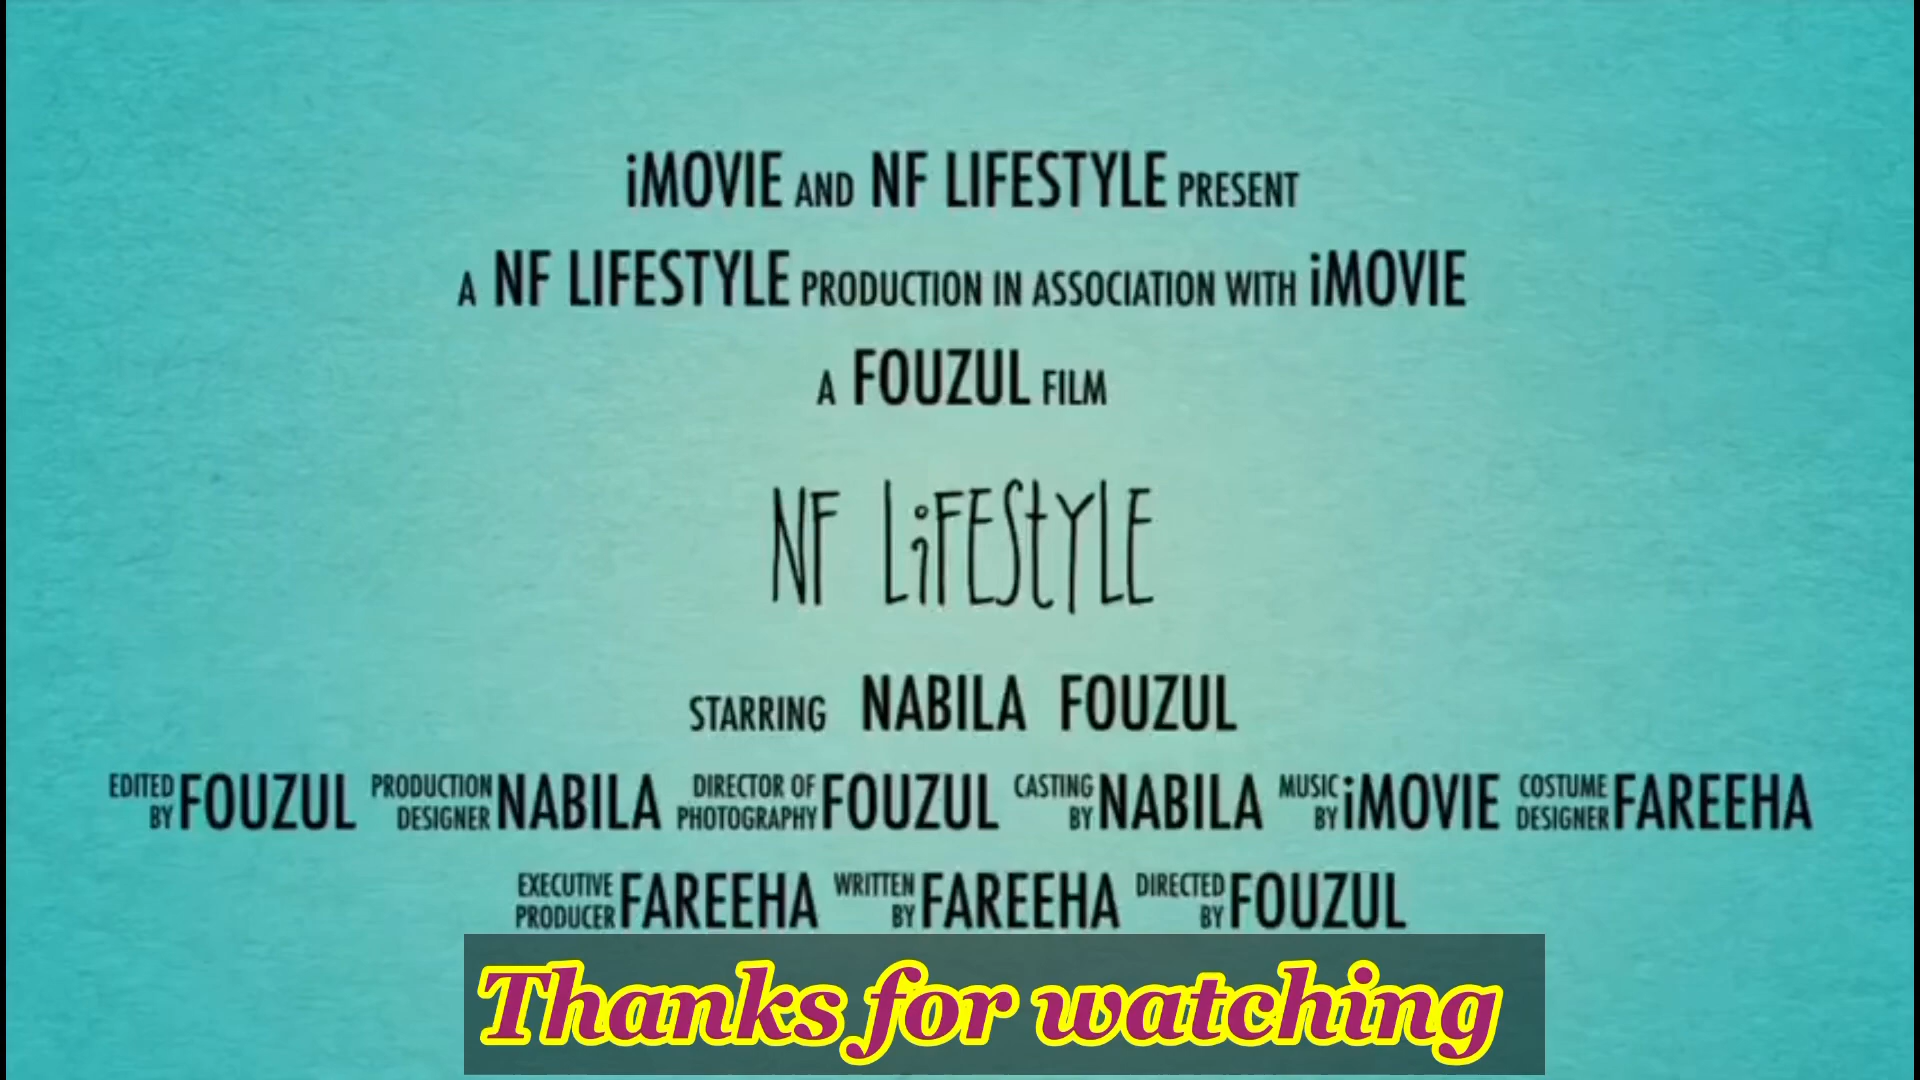 iMOVIE AND NF LIFESTYLE PRESENT
A NF LIFESTYLE PRODUCTION IN ASSOCIATION WITH iMOVIE
A FOUZUL FILM
NF LiFEStYLE
STARRING NABILA FOUZUL
EDITED BY FOUZUL PRODUCTION DESIGNER NABILA DIRECTOR OF PHOTOGRAPHY FOUZUL CASTING BY NABILA MUSIC BY iMOVIE COSTUME DESIGNER FAREEHA
EXECUTIVE PRODUCER FAREEHA WRITTEN BY FAREEHA DIRECTED BY FOUZUL
Thanks for watching